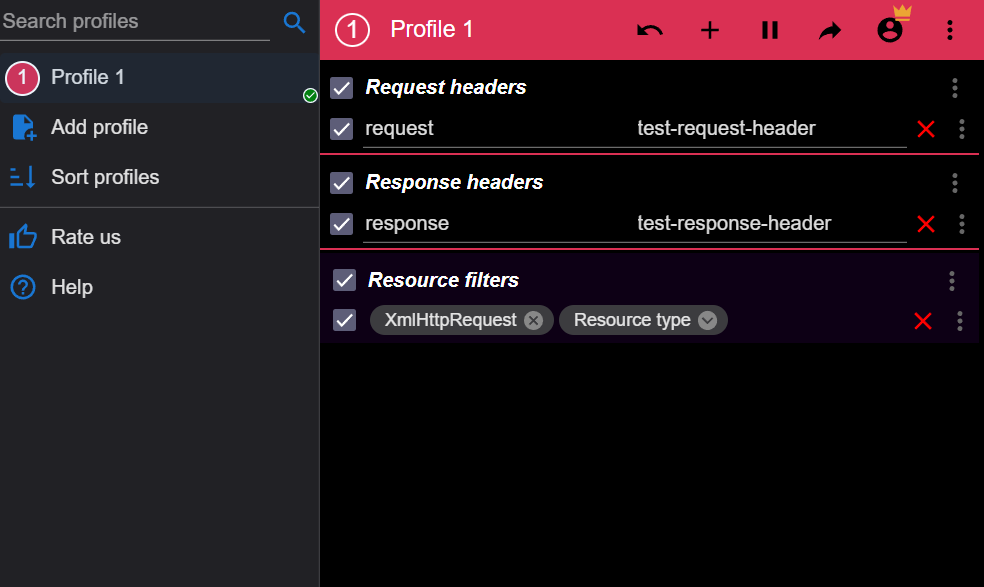 Search profiles
1 Profile 1
Add profile
Sort profiles
Rate us
Help
1 Profile 1
Request headers
request test-request-header
Response headers
response test-response-header
Resource filters
XmlHttpRequest Resource type